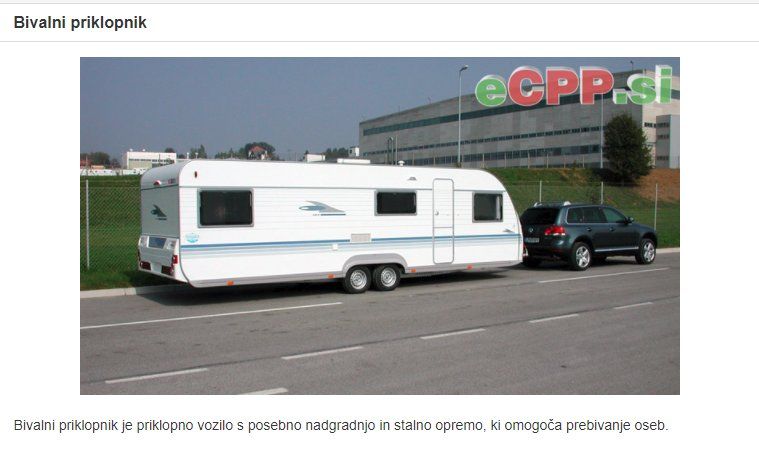 Bivalni priklopnik
eCPP.si
Bivalni priklopnik je priklopno vozilo s posebno nadgradnjo in stalno opremo, ki omogoča prebivanje oseb.